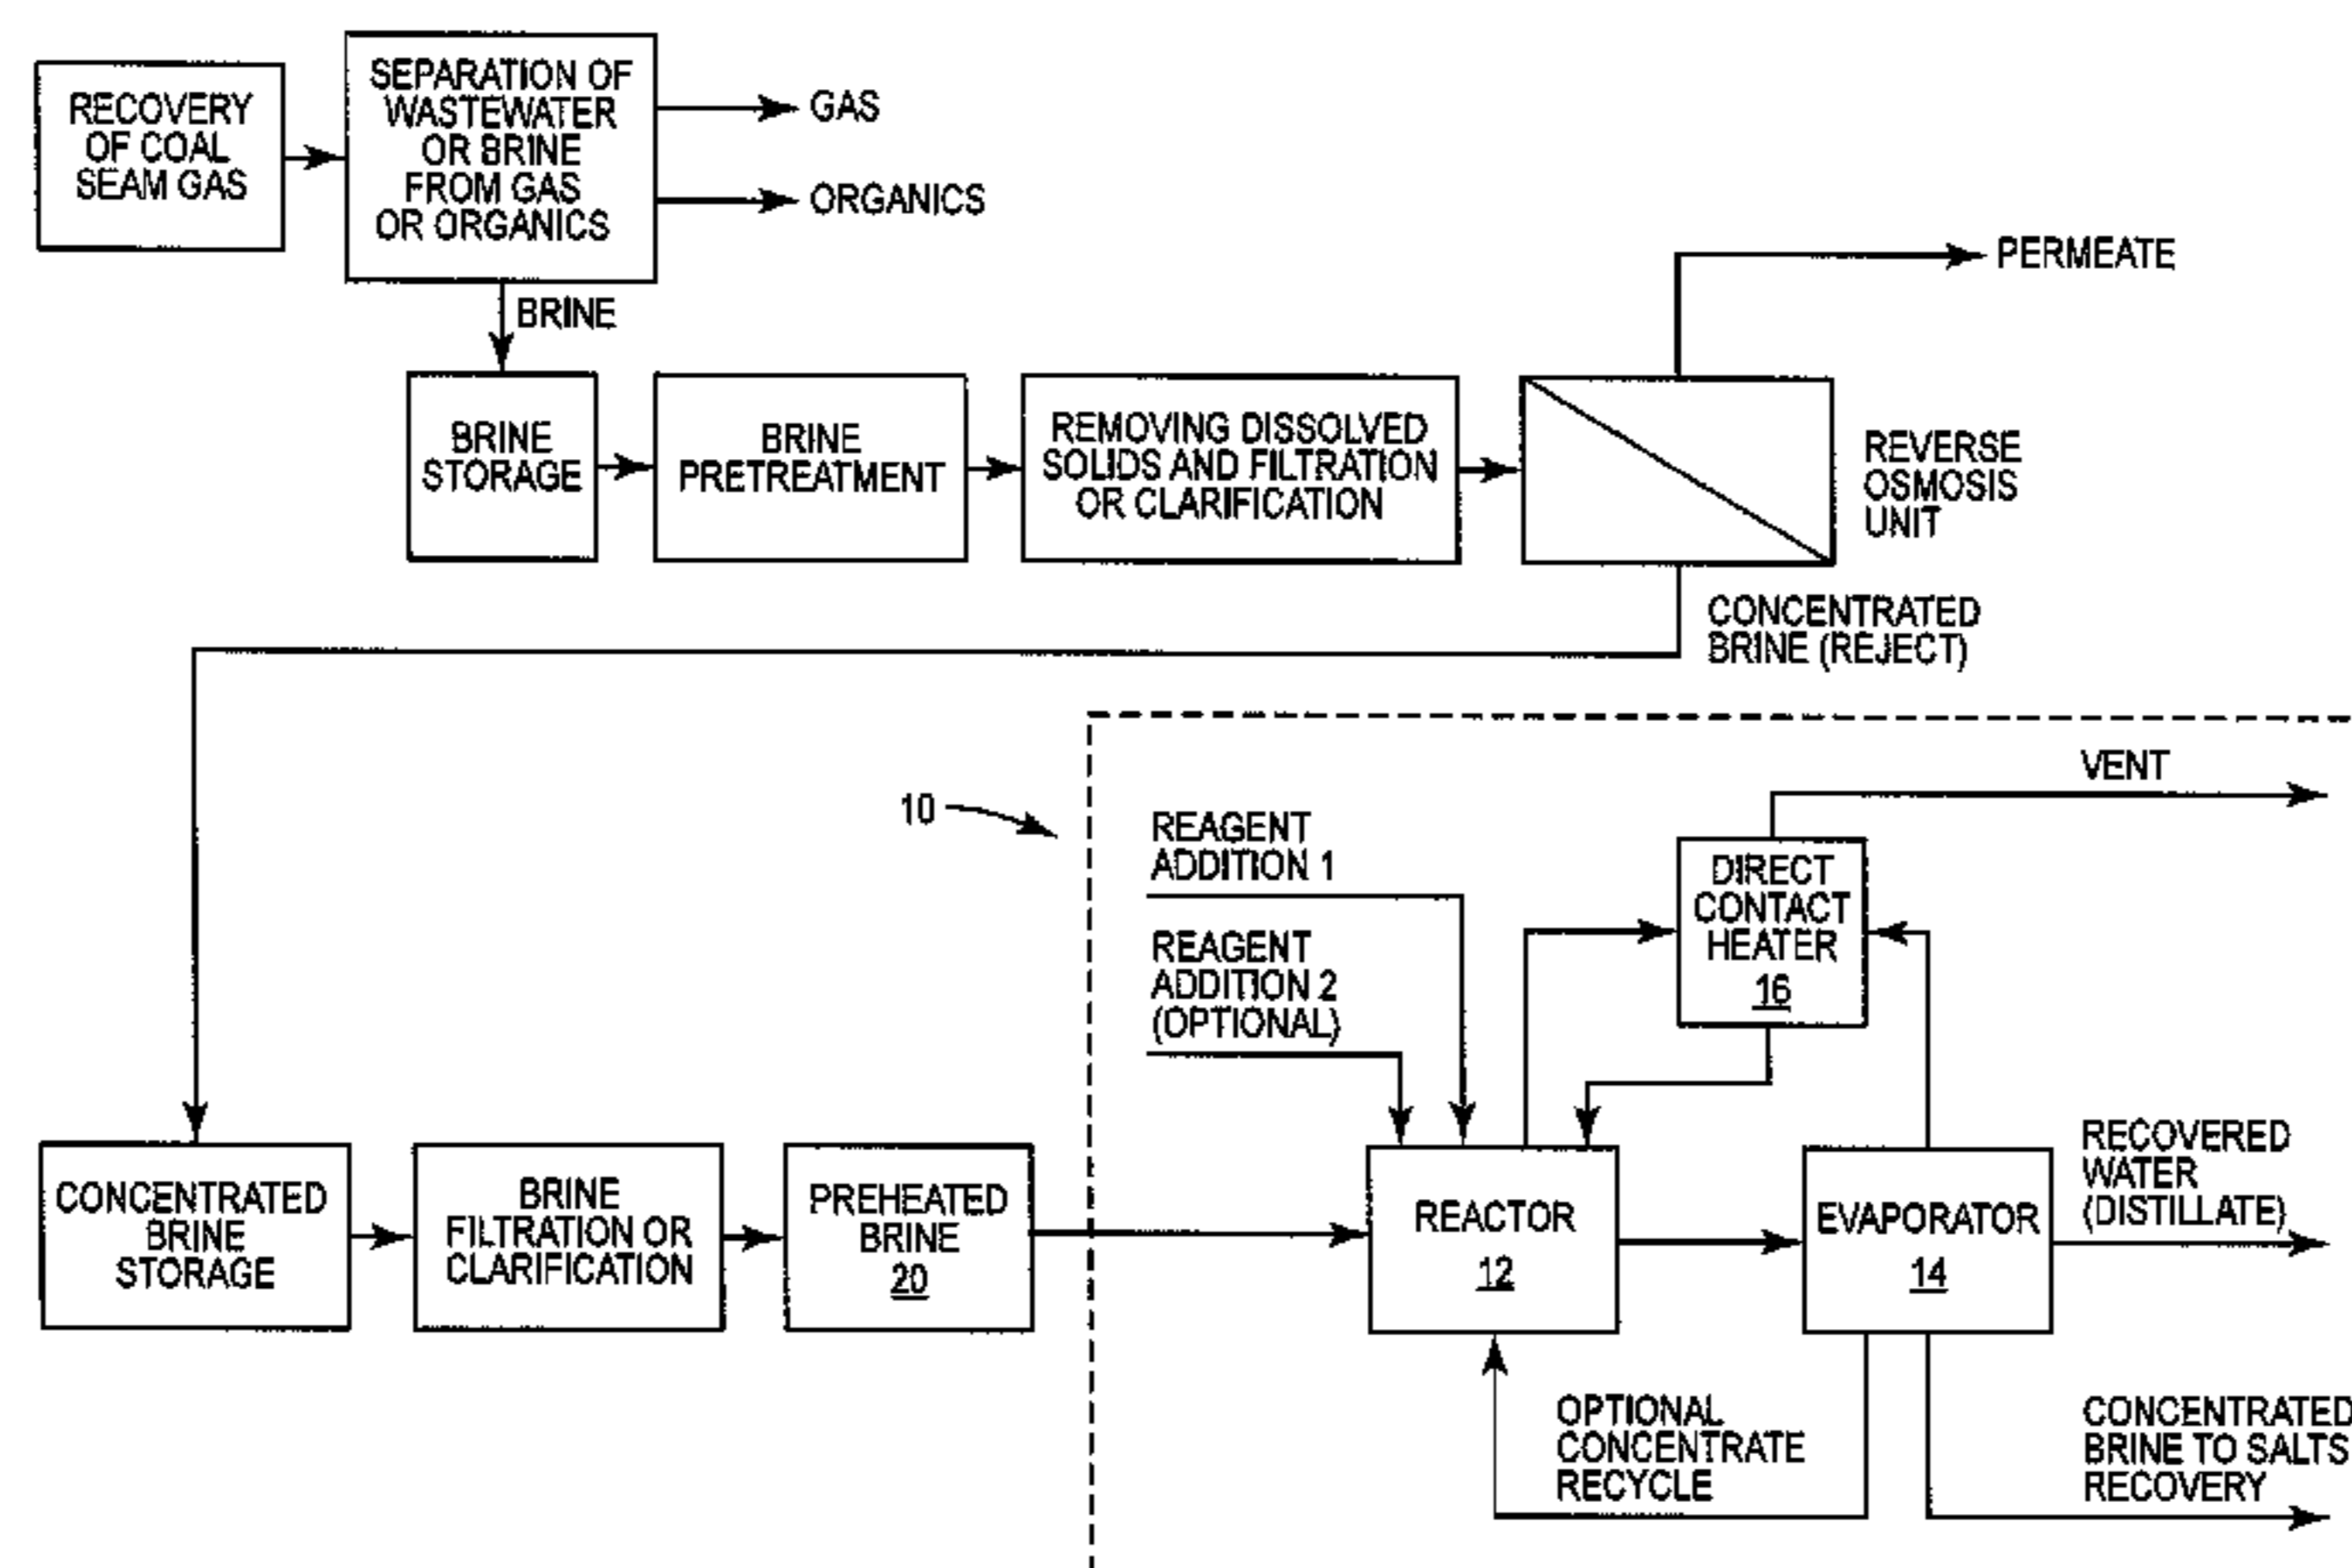 RECOVERY
OF COAL
SEAM GAS
SEPARATION OF
WASTEWATER
OR BRINE
FROM GAS
OR ORGANICS
GAS
ORGANICS
PERMEATE
BRINE
BRINE
STORAGE
BRINE
PRETREATMENT
REMOVING DISSOLVED
SOLIDS AND FILTRATION
OR CLARIFICATION
REVERSE
OSMOSIS
UNIT
CONCENTRATED
BRINE (REJECT)
VENT
10
REAGENT
ADDITION 1
REAGENT
ADDITION 2
(OPTIONAL)
DIRECT
CONTACT
HEATER
16
CONCENTRATED
BRINE
STORAGE
BRINE
FILTRATION OR
CLARIFICATION
PREHEATED
BRINE
20
REACTOR
12
EVAPORATOR
14
RECOVERED
WATER
(DISTILLATE)
OPTIONAL
CONCENTRATE
RECYCLE
CONCENTRATED
BRINE TO SALTS
RECOVERY